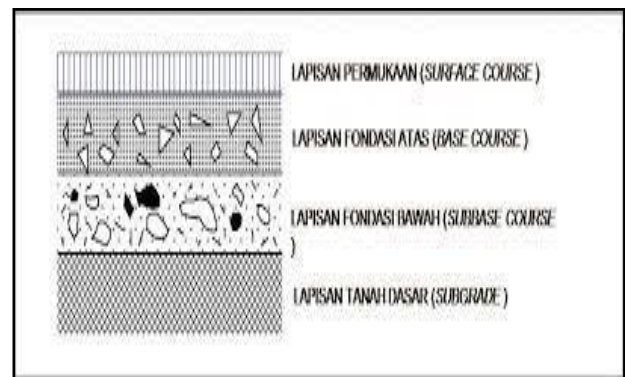 LAPISAN PERMUKAAN (SURFACE COURSE )
LAPISAN FONDASI ATAS (BASE COURSE )
LAPISAN FONDASI BAWAH (SUBBASE COURSE
)
LAPISAN TANAH DASAR (SUBGRADE )